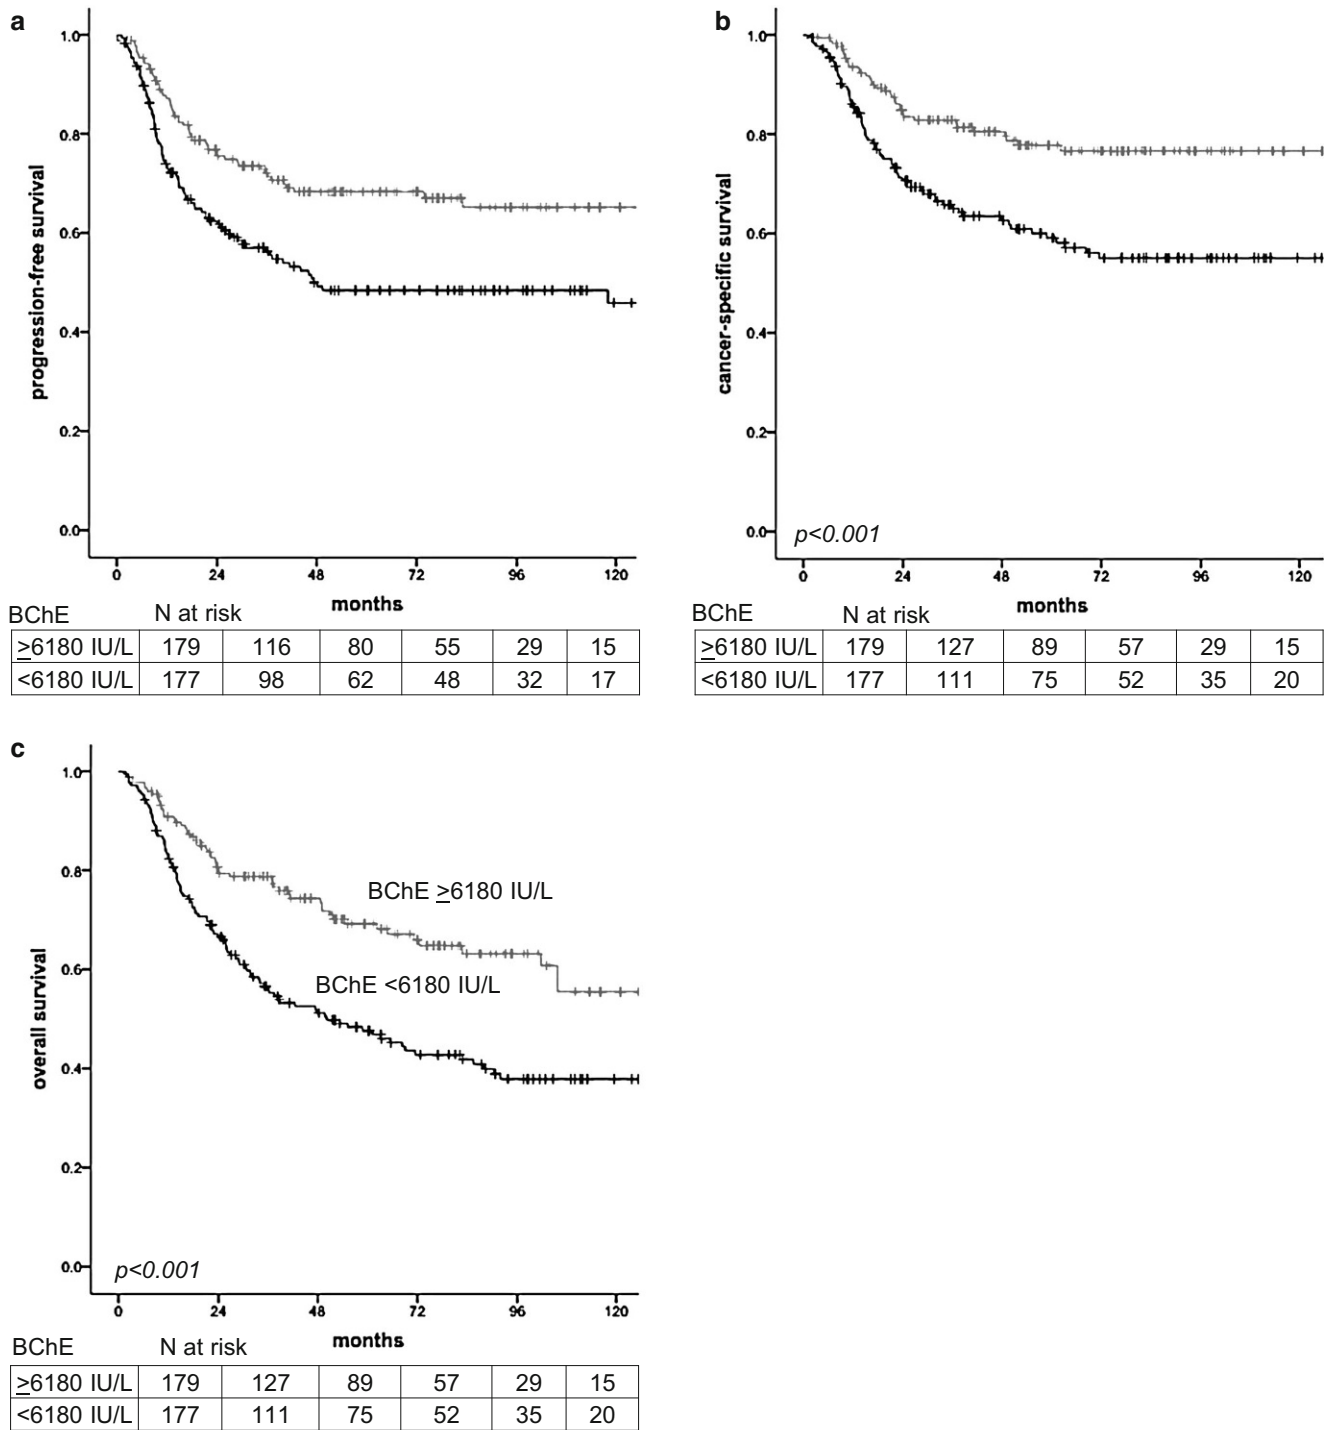 a
1.0
0.8
0.6
0.4
0.2
0.0
progression-free survival
0 24 48 72 96 120
months
BChE N at risk
≥6180 IU/L 179 116 80 55 29 15
<6180 IU/L 177 98 62 48 32 17
b
1.0
0.8
0.6
0.4
0.2
0.0
cancer-specific survival
p<0.001
0 24 48 72 96 120
months
BChE N at risk
≥6180 IU/L 179 127 89 57 29 15
<6180 IU/L 177 111 75 52 35 20
c
1.0
0.8
0.6
0.4
0.2
0.0
overall survival
BChE ≥6180 IU/L
BChE <6180 IU/L
p<0.001
0 24 48 72 96 120
months
BChE N at risk
≥6180 IU/L 179 127 89 57 29 15
<6180 IU/L 177 111 75 52 35 20